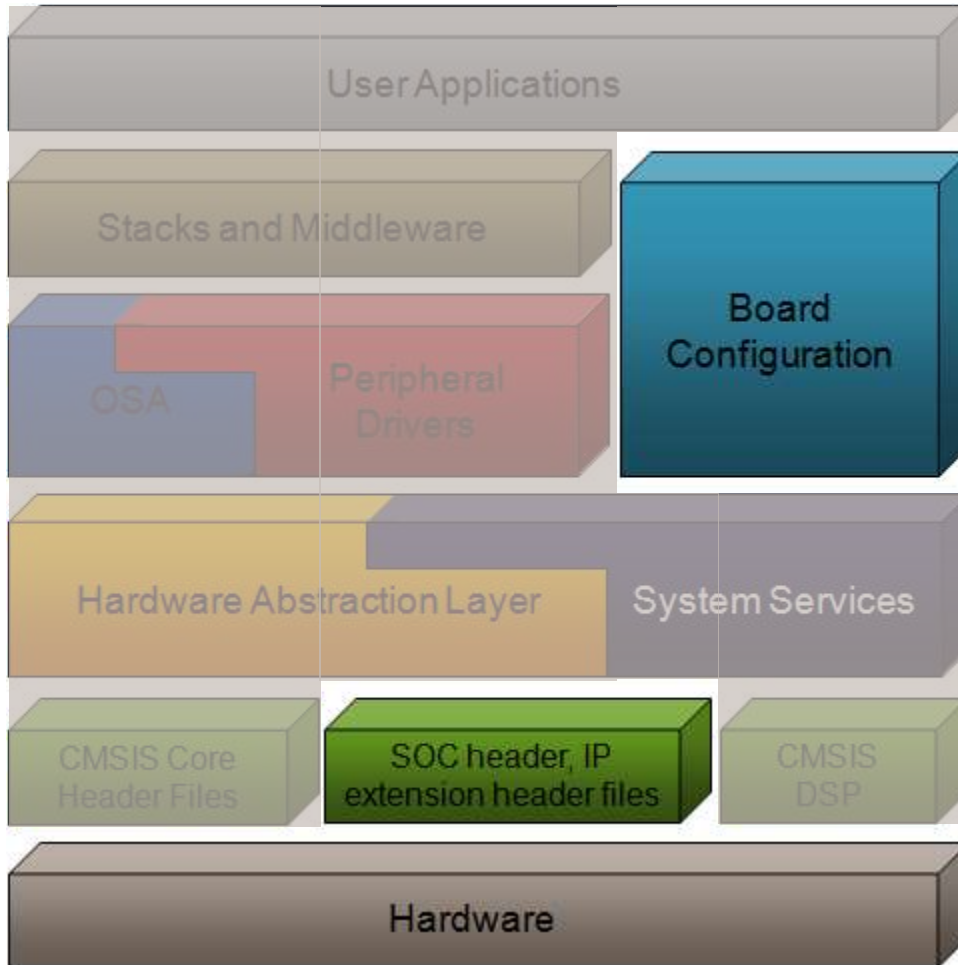 User Applications
Stacks and Middleware
Board
Configuration
OSA
Peripheral
Drivers
Hardware Abstraction Layer
System Services
CMSIS Core
Header Files
SOC header, IP
extension header files
CMSIS
DSP
Hardware